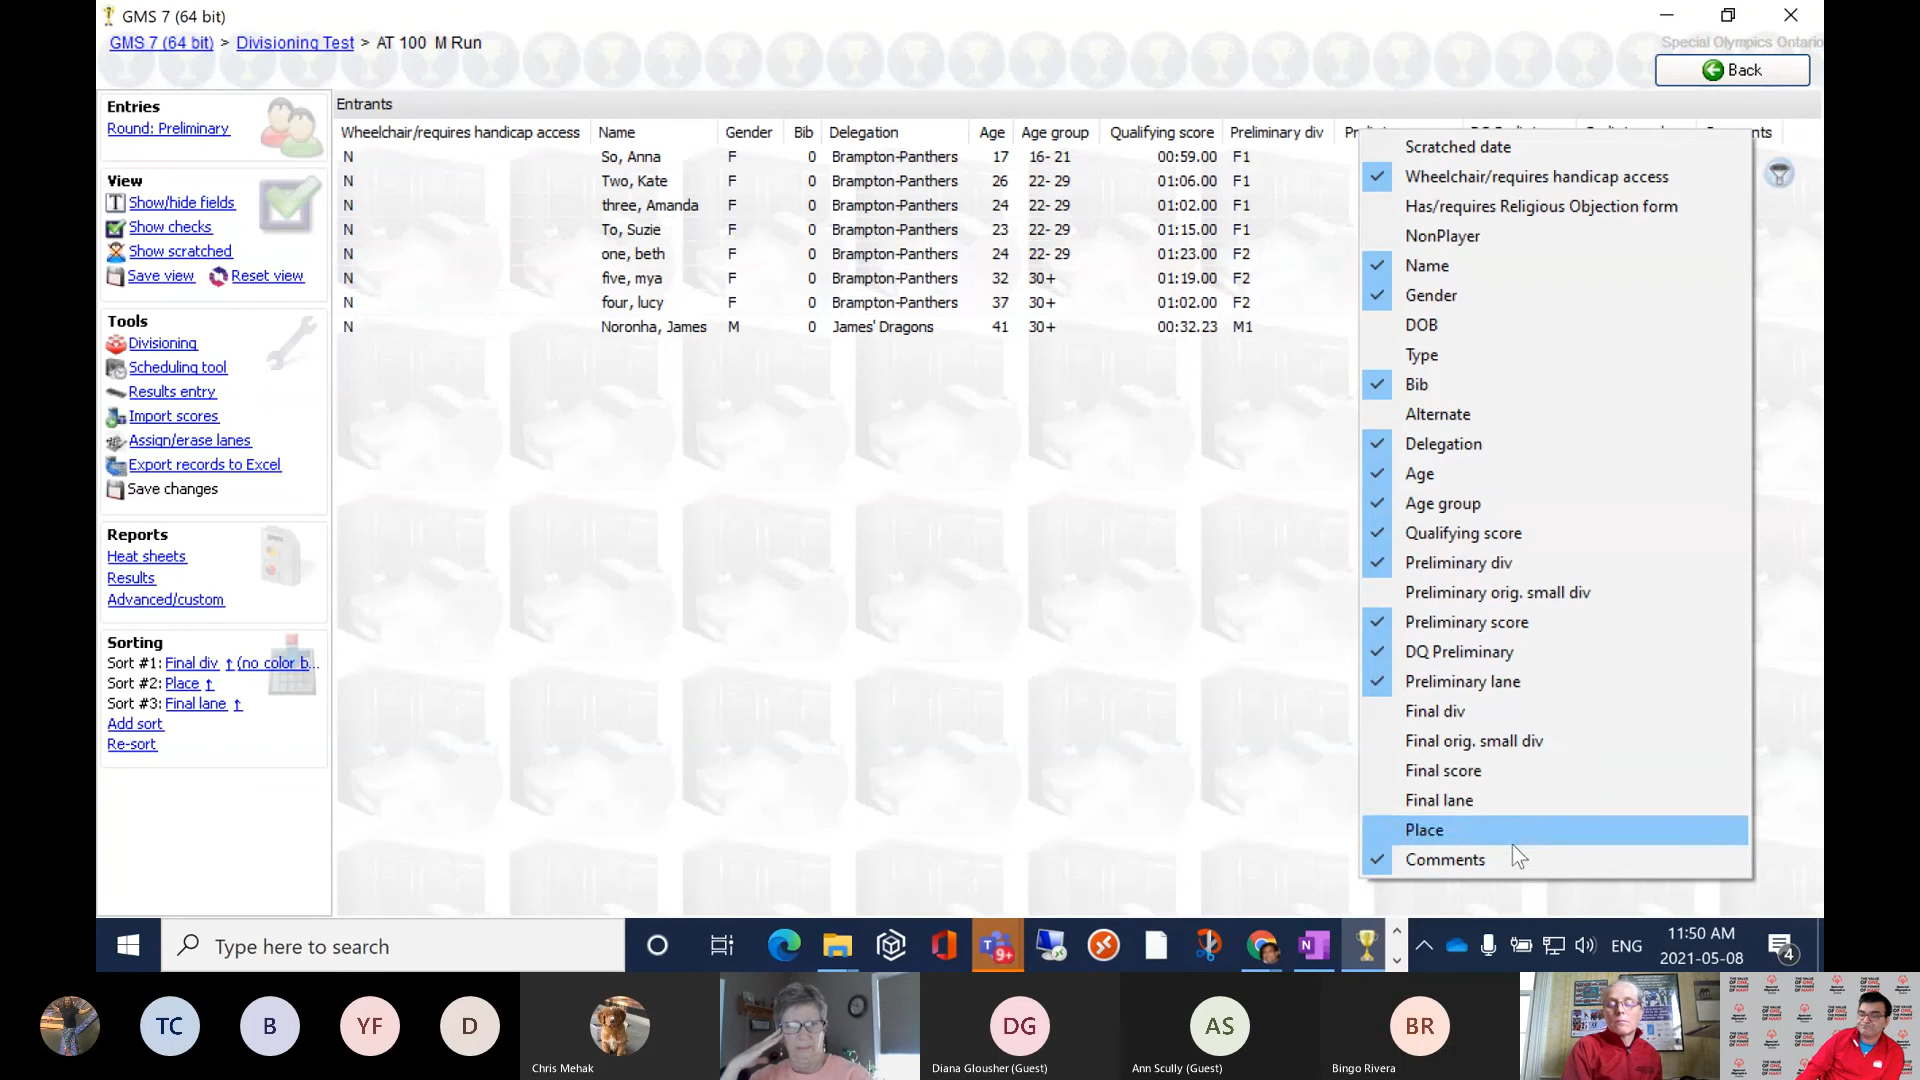 GMS 7 (64 bit)
GMS 7 (64 bit) > Divisioning Test > AT 100 M Run
Special Olympics Ontario
Back
Entries
Round: Preliminary
View
Show/hide fields
Show checks
Show scratched
Save view Reset view
Tools
Divisioning
Scheduling tool
Results entry
Import scores
Assign/erase lanes
Export records to Excel
Save changes
Reports
Heat sheets
Results
Advanced/custom
Sorting
Sort #1: Final div ↑ (no color b...
Sort #2: Place ↑
Sort #3: Final lane ↑
Add sort
Re-sort
Entrants
Wheelchair/requires handicap access Name Gender Bib Delegation Age Age group Qualifying score Preliminary div
N So, Anna F 0 Brampton-Panthers 17 16- 21 00:59.00 F1
N Two, Kate F 0 Brampton-Panthers 26 22- 29 01:06.00 F1
N three, Amanda F 0 Brampton-Panthers 24 22- 29 01:02.00 F1
N To, Suzie F 0 Brampton-Panthers 23 22- 29 01:15.00 F1
N one, beth F 0 Brampton-Panthers 24 22- 29 01:23.00 F2
N five, mya F 0 Brampton-Panthers 32 30+ 01:19.00 F2
N four, lucy F 0 Brampton-Panthers 37 30+ 01:02.00 F2
N Noronha, James M 0 James' Dragons 41 30+ 00:32.23 M1
Scratched date
Wheelchair/requires handicap access
Has/requires Religious Objection form
NonPlayer
Name
Gender
DOB
Type
Bib
Alternate
Delegation
Age
Age group
Qualifying score
Preliminary div
Preliminary orig. small div
Preliminary score
DQ Preliminary
Preliminary lane
Final div
Final orig. small div
Final score
Final lane
Place
Comments
Type here to search
9+
ENG
11:50 AM
2021-05-08
4
TC
B
YF
D
DG
AS
BR
Chris Mehak
Diana Glousher (Guest)
Ann Scully (Guest)
Bingo Rivera